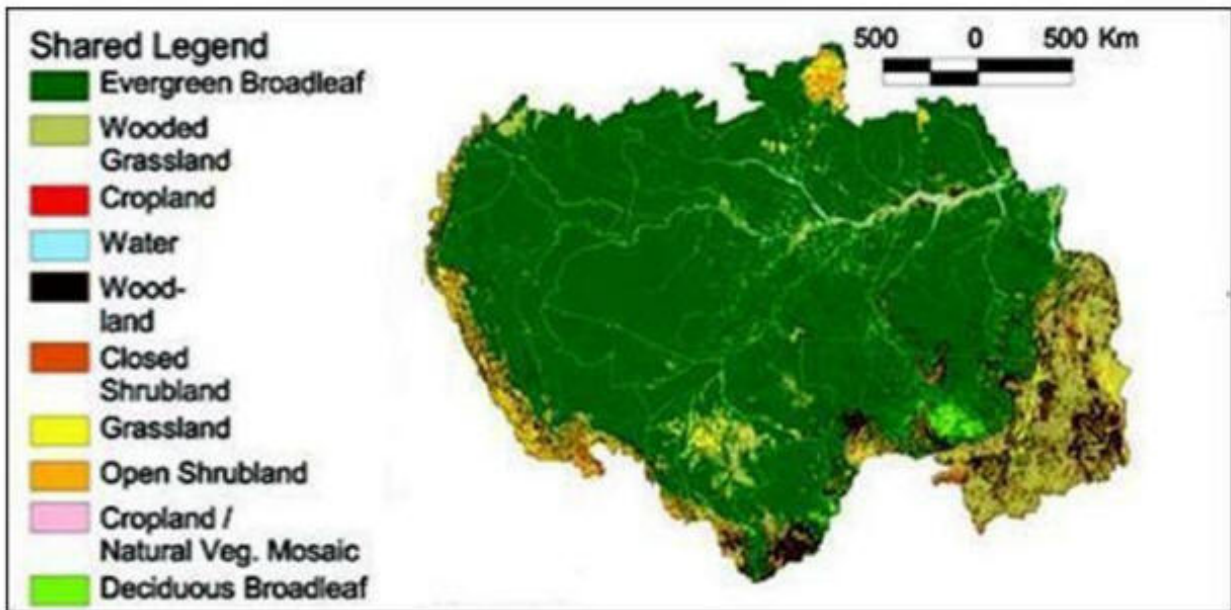 Shared Legend
Evergreen Broadleaf
Wooded
Grassland
Cropland
Water
Wood-
land
Closed
Shrubland
Grassland
Open Shrubland
Cropland /
Natural Veg. Mosaic
Deciduous Broadleaf
500 0 500 Km